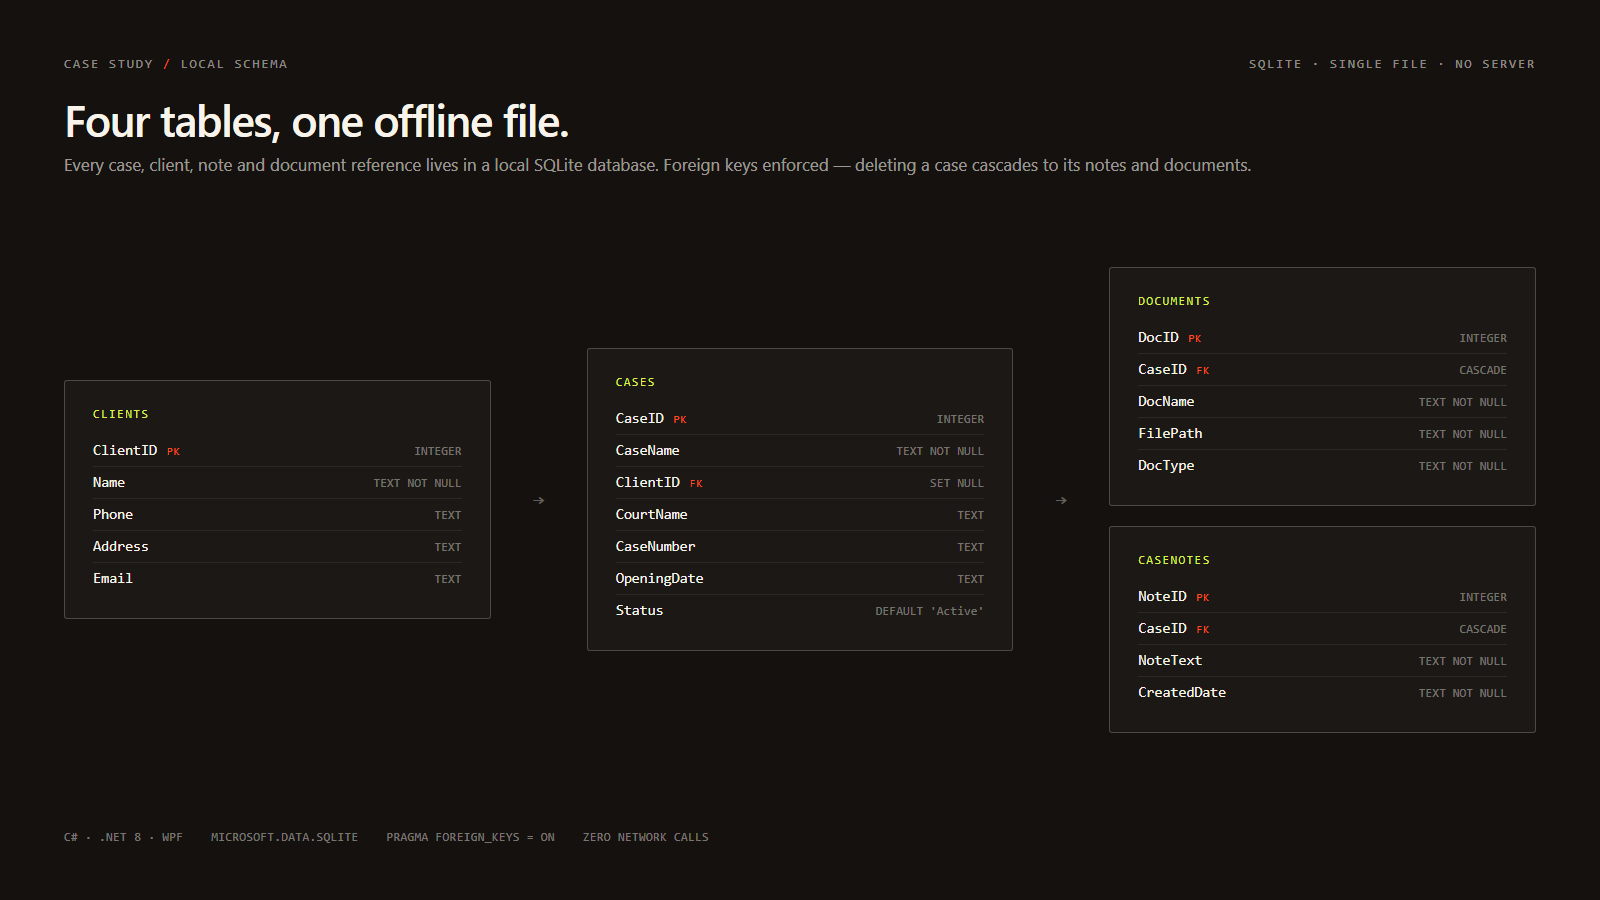 CASE STUDY / LOCAL SCHEMA
SQLITE · SINGLE FILE · NO SERVER
Four tables, one offline file.
Every case, client, note and document reference lives in a local SQLite database. Foreign keys enforced — deleting a case cascades to its notes and documents.
CLIENTS
ClientID PK INTEGER
Name TEXT NOT NULL
Phone TEXT
Address TEXT
Email TEXT
→
CASES
CaseID PK INTEGER
CaseName TEXT NOT NULL
ClientID FK SET NULL
CourtName TEXT
CaseNumber TEXT
OpeningDate TEXT
Status DEFAULT 'Active'
→
DOCUMENTS
DocID PK INTEGER
CaseID FK CASCADE
DocName TEXT NOT NULL
FilePath TEXT NOT NULL
DocType TEXT NOT NULL
CASENOTES
NoteID PK INTEGER
CaseID FK CASCADE
NoteText TEXT NOT NULL
CreatedDate TEXT NOT NULL
C# · .NET 8 · WPF MICROSOFT.DATA.SQLITE PRAGMA FOREIGN_KEYS = ON ZERO NETWORK CALLS